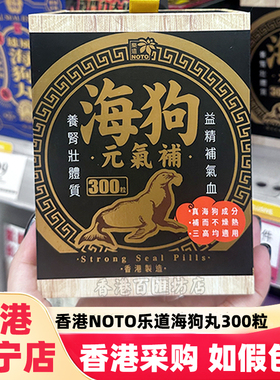 樂道
NOTO
海狗
元氣補
養腎壯體質
益精補氣血
300粒
真海狗成分
補而不燥熱
三高均適用
Strong Seal Pills
香港製造
香港百匯坊店
港
宁店
香港NOTO乐道海狗丸300粒
香港采购 如假包